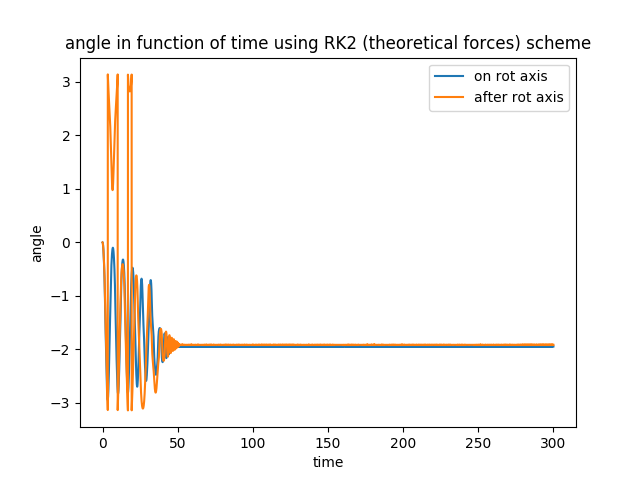 angle in function of time using RK2 (theoretical forces) scheme
on rot axis
after rot axis
angle
3
2
1
0
−1
−2
−3
0 50 100 150 200 250 300
time